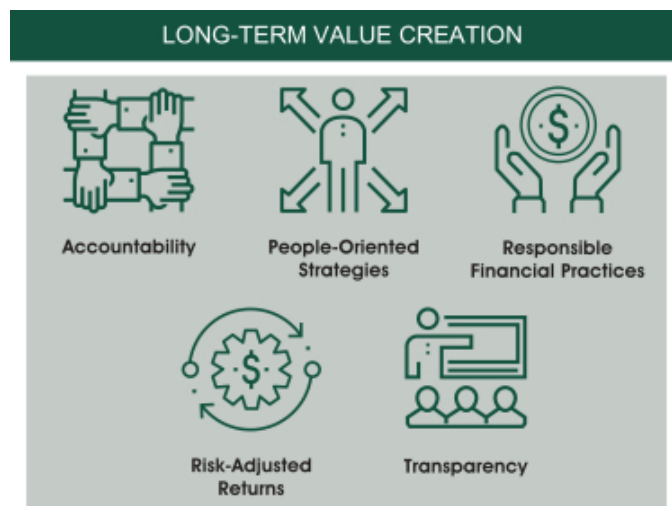 LONG-TERM VALUE CREATION
Accountability
People-Oriented
Strategies
Responsible
Financial Practices
Risk-Adjusted
Returns
Transparency